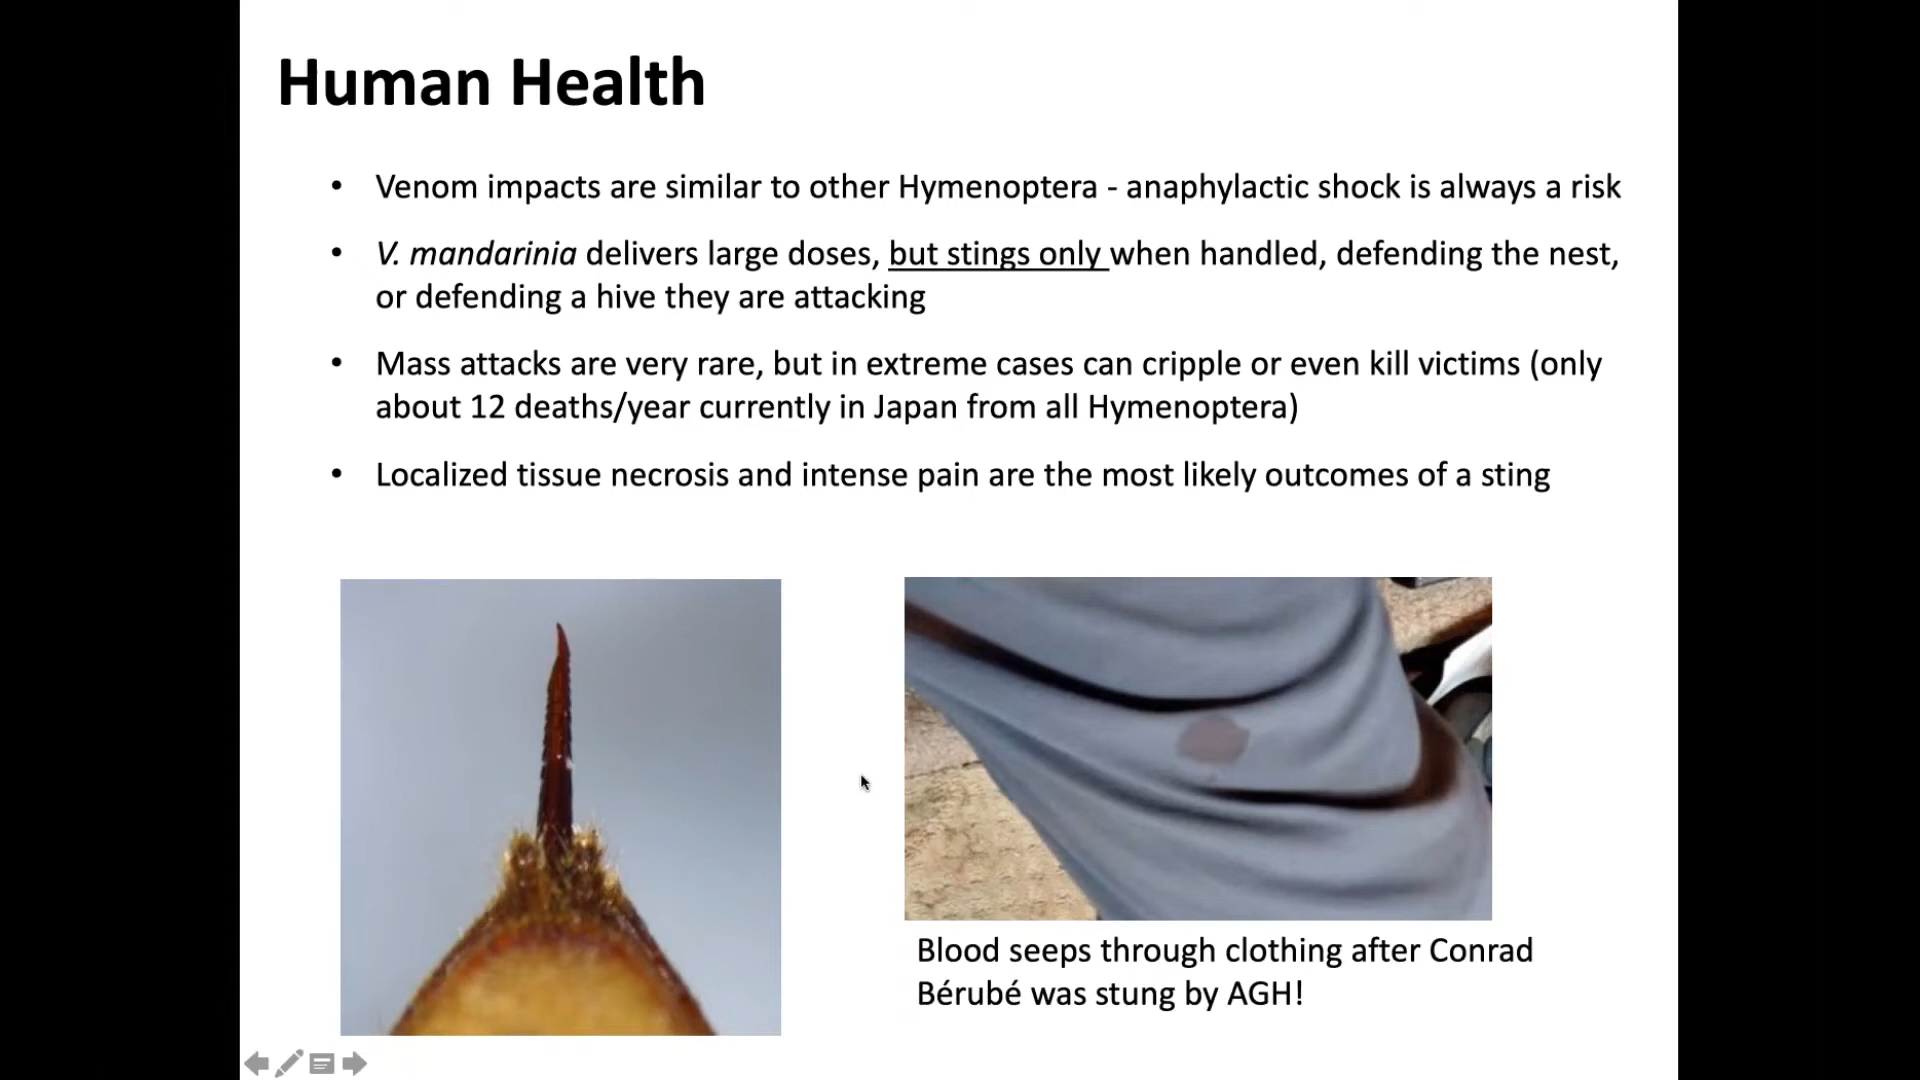 Human Health
• Venom impacts are similar to other Hymenoptera - anaphylactic shock is always a risk
• V. mandarinia delivers large doses, but stings only when handled, defending the nest,
or defending a hive they are attacking
• Mass attacks are very rare, but in extreme cases can cripple or even kill victims (only
about 12 deaths/year currently in Japan from all Hymenoptera)
• Localized tissue necrosis and intense pain are the most likely outcomes of a sting
Blood seeps through clothing after Conrad
Bérubé was stung by AGH!